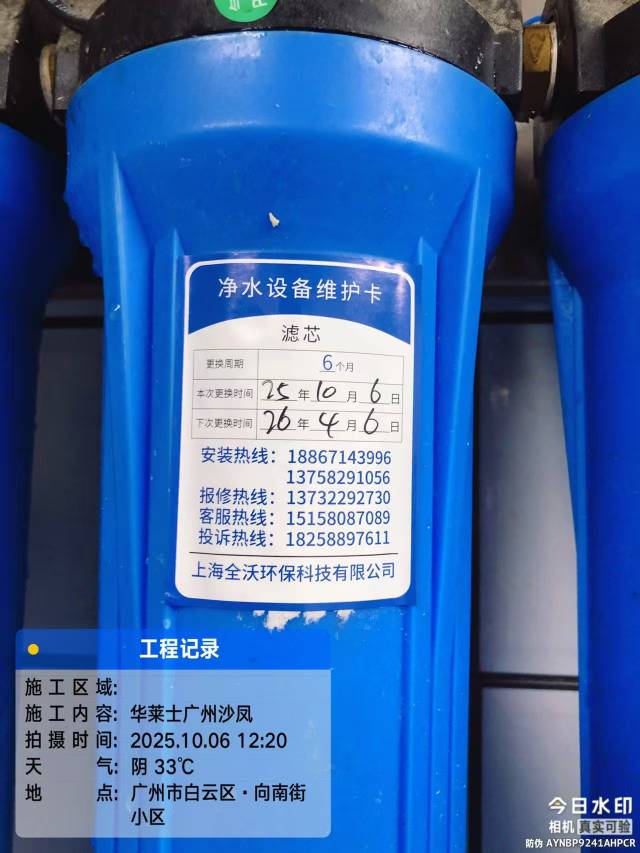 净水设备维护卡
滤芯
更换周期 6个月
本次更换时间 25年10月6日
下次更换时间 26年4月6日
安装热线：18867143996
13758291056
报修热线：13732292730
客服热线：15158087089
投诉热线：18258897611
上海全沃环保科技有限公司
工程记录
施工区域：
施工内容：华莱士广州沙凤
拍摄时间：2025.10.06 12:20
天气：阴 33℃
地点：广州市白云区·向南街
小区
今日水印
相机 真实可验
防伪 AYNBP9241AHPCR